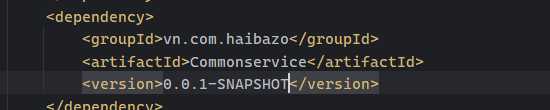 <dependency>
<groupId>vn.com.haibazo</groupId>
<artifactId>Commonservice</artifactId>
<version>0.0.1-SNAPSHOT</version>
</dependency>